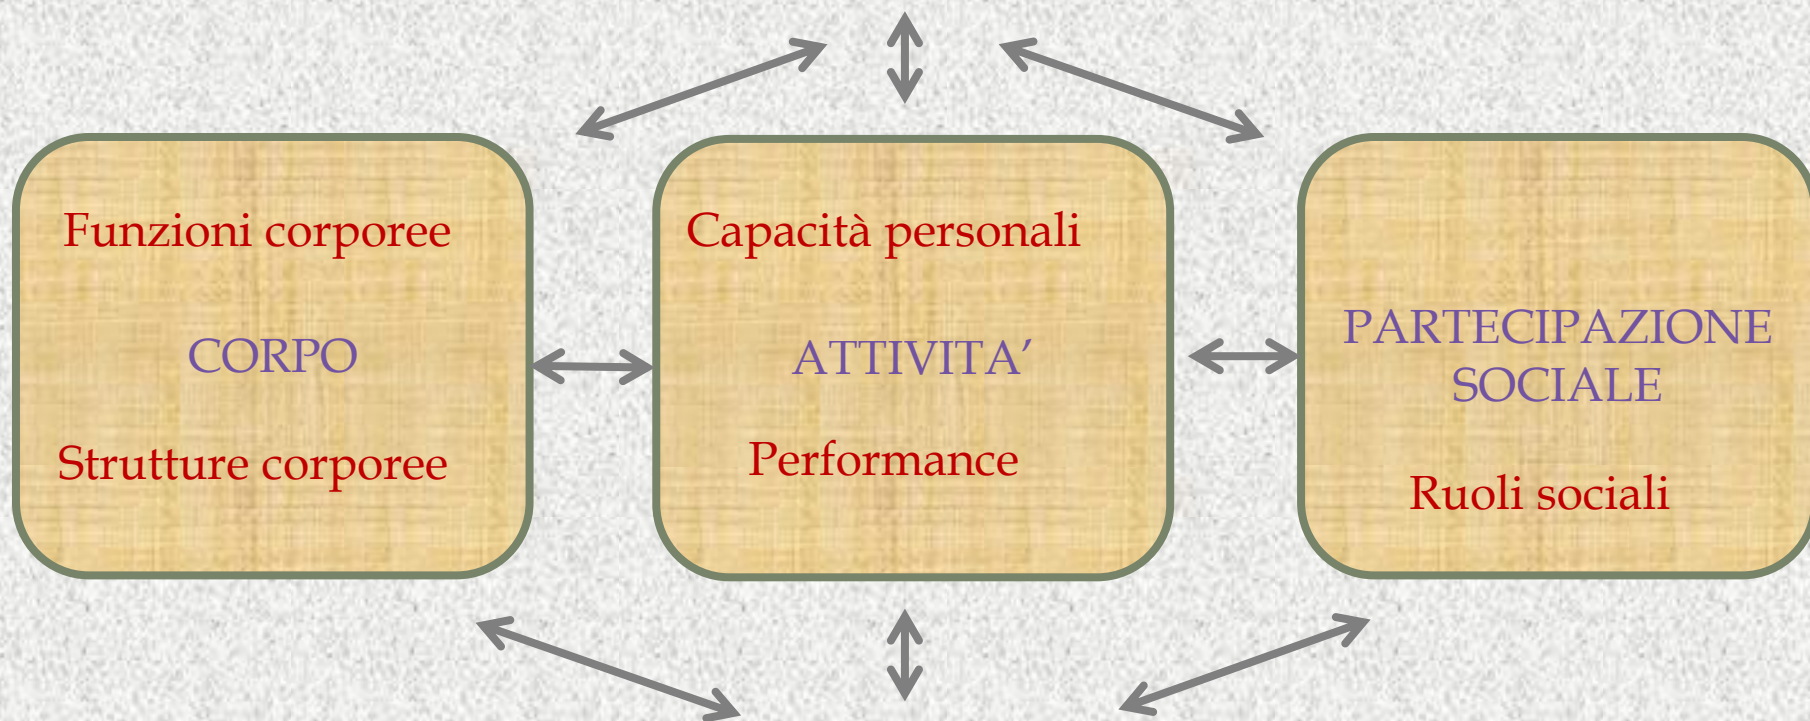 Funzioni corporee
CORPO
Strutture corporee
Capacità personali
ATTIVITA’
Performance
PARTECIPAZIONE
SOCIALE
Ruoli sociali